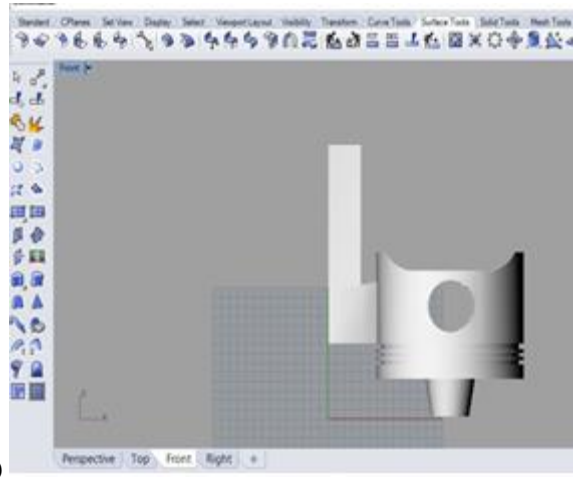 Standard CPlanes Set View Display Select Viewport Layout Visibility Transform Curve Tools Surface Tools Solid Tools Mesh Tools
Front
Perspective Top Front Right +
)